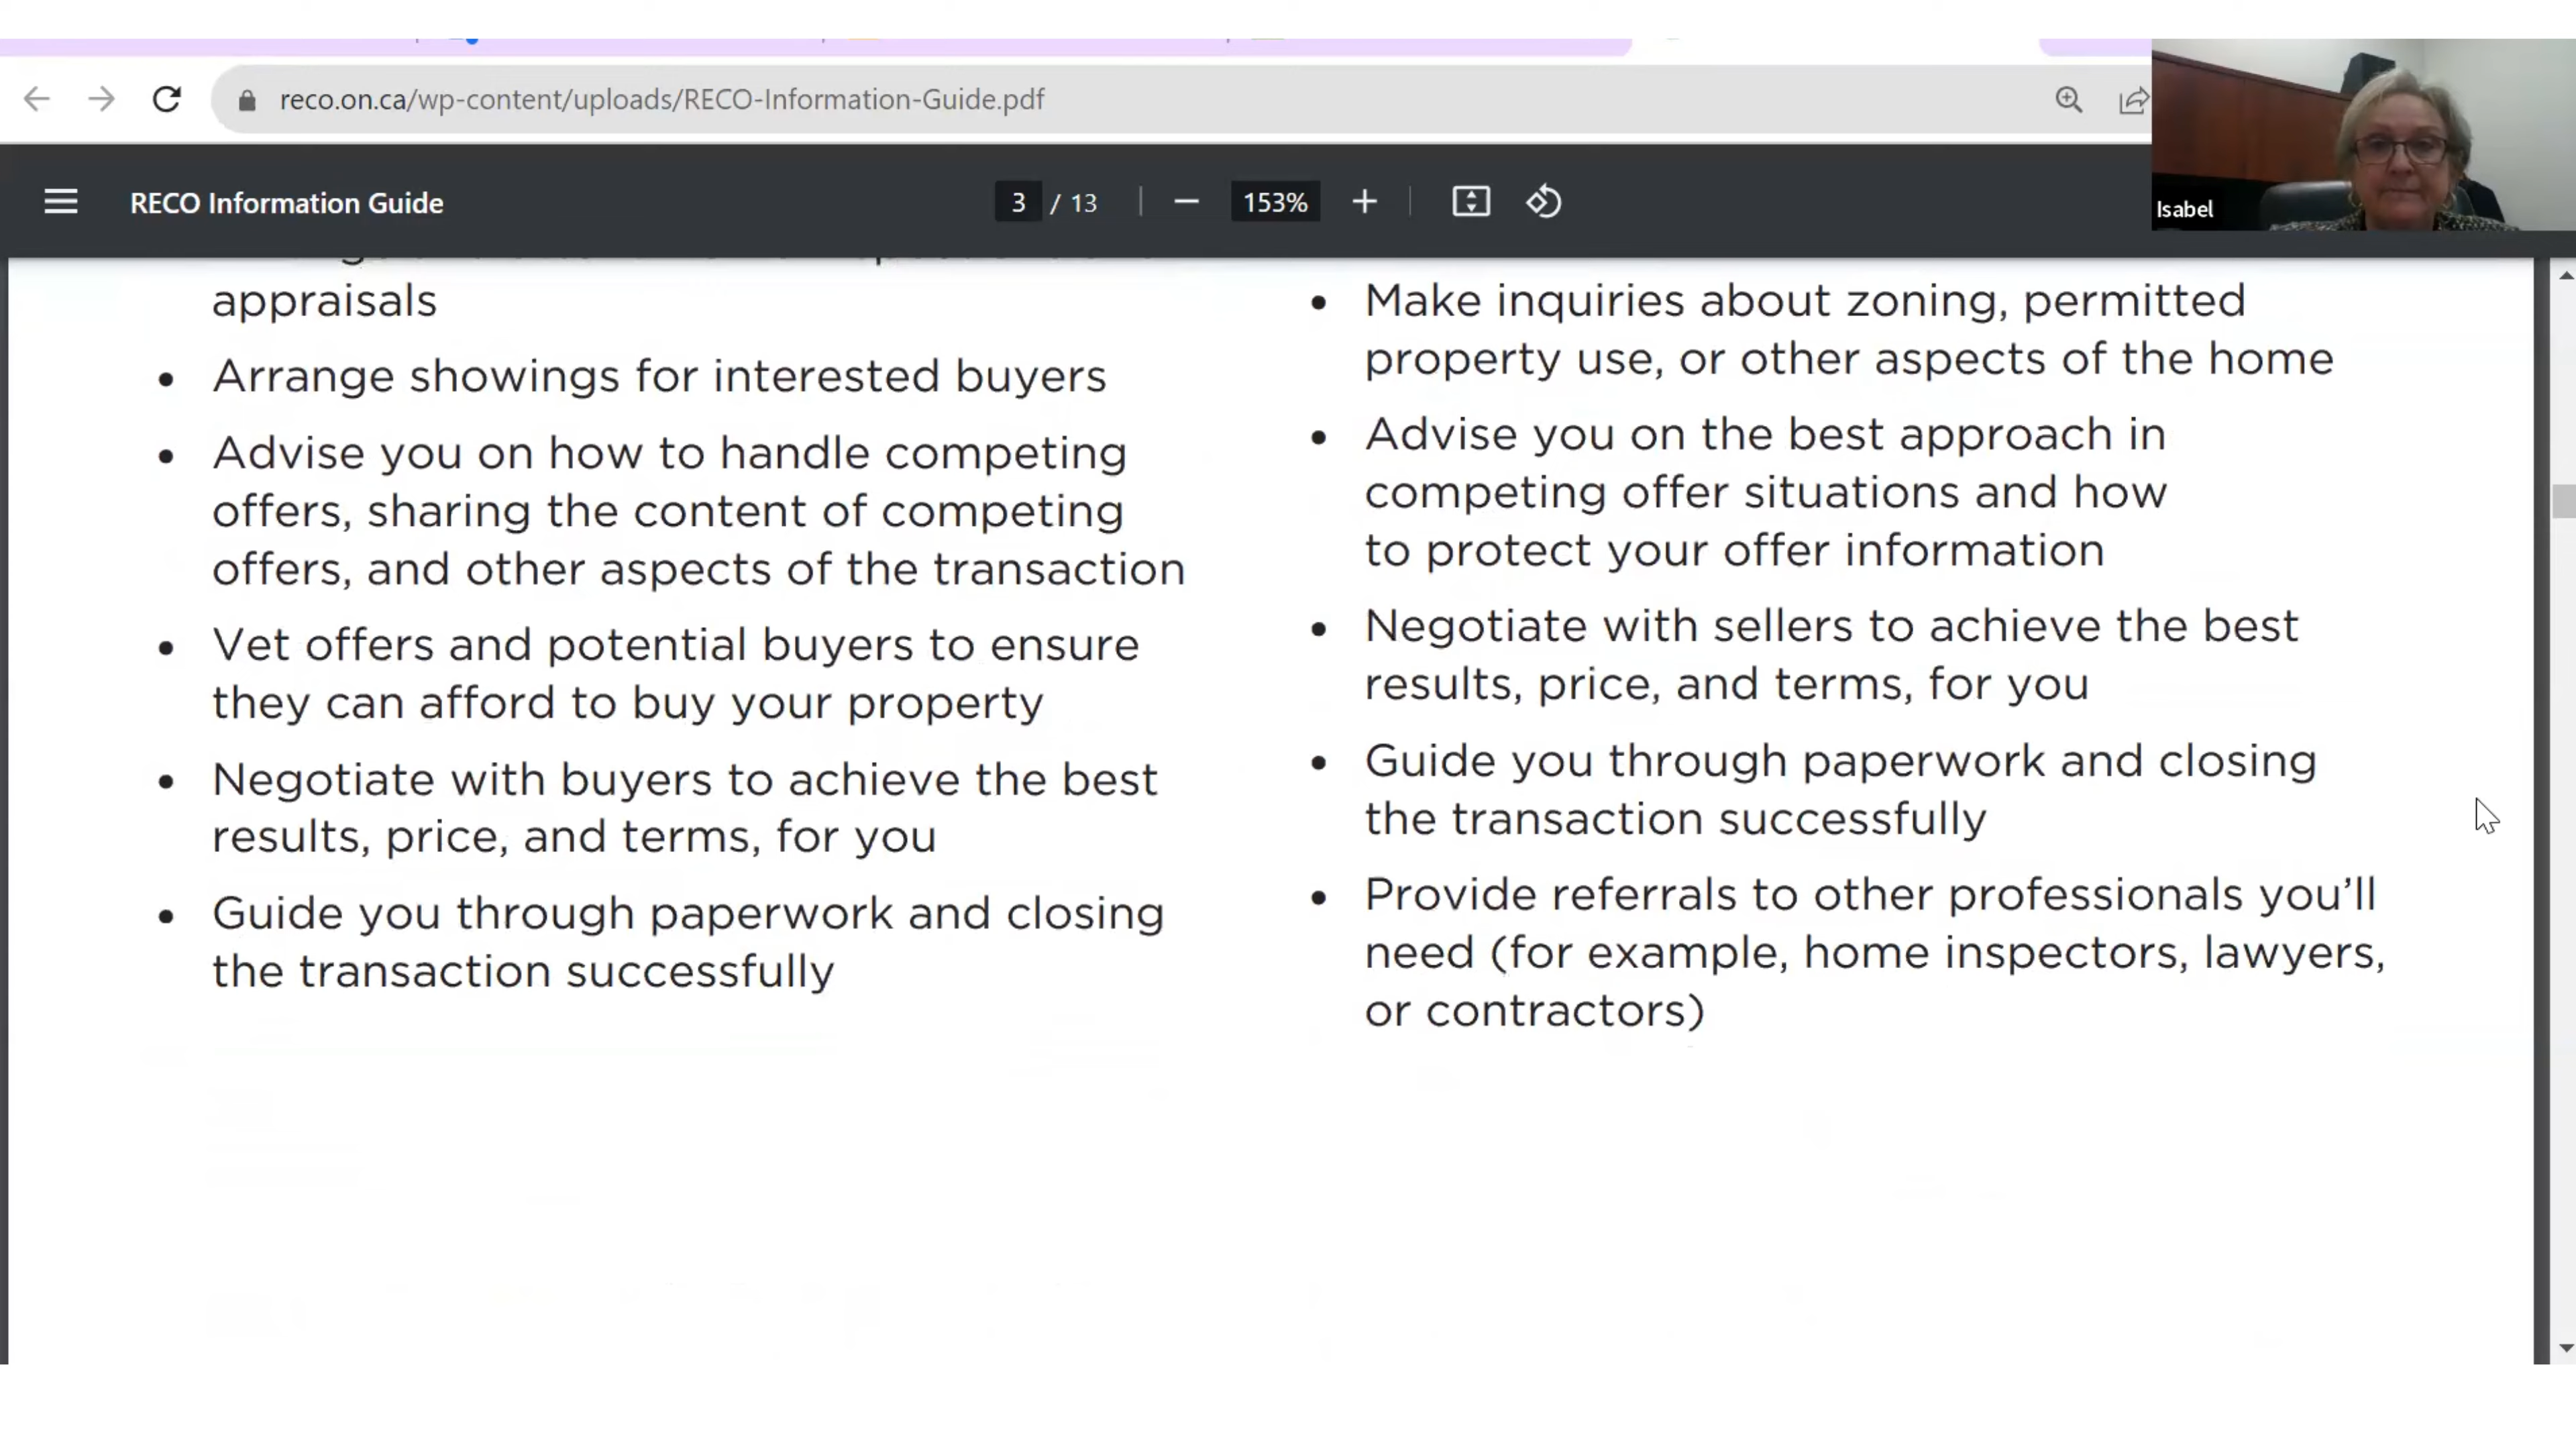 reco.on.ca/wp-content/uploads/RECO-Information-Guide.pdf
RECO Information Guide
3 / 13
153%
Isabel
appraisals
• Arrange showings for interested buyers
• Advise you on how to handle competing
offers, sharing the content of competing
offers, and other aspects of the transaction
• Vet offers and potential buyers to ensure
they can afford to buy your property
• Negotiate with buyers to achieve the best
results, price, and terms, for you
• Guide you through paperwork and closing
the transaction successfully
• Make inquiries about zoning, permitted
property use, or other aspects of the home
• Advise you on the best approach in
competing offer situations and how
to protect your offer information
• Negotiate with sellers to achieve the best
results, price, and terms, for you
• Guide you through paperwork and closing
the transaction successfully
• Provide referrals to other professionals you’ll
need (for example, home inspectors, lawyers,
or contractors)